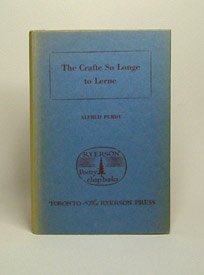 The Crafte So Longe
to Lerne
ALFRED PURDY
RYERSON
Poetry
chap-books
TORONTO The RYERSON PRESS